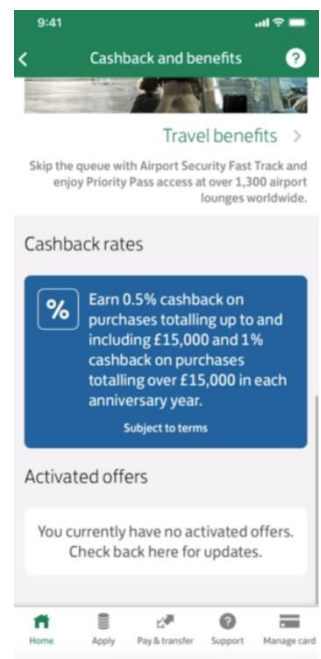 9:41
Cashback and benefits
?
Travel benefits >
Skip the queue with Airport Security Fast Track and
enjoy Priority Pass access at over 1,300 airport
lounges worldwide.
Cashback rates
%
Earn 0.5% cashback on
purchases totalling up to and
including £15,000 and 1%
cashback on purchases
totalling over £15,000 in each
anniversary year.
Subject to terms
Activated offers
You currently have no activated offers.
Check back here for updates.
Home Apply Pay & transfer Support Manage card